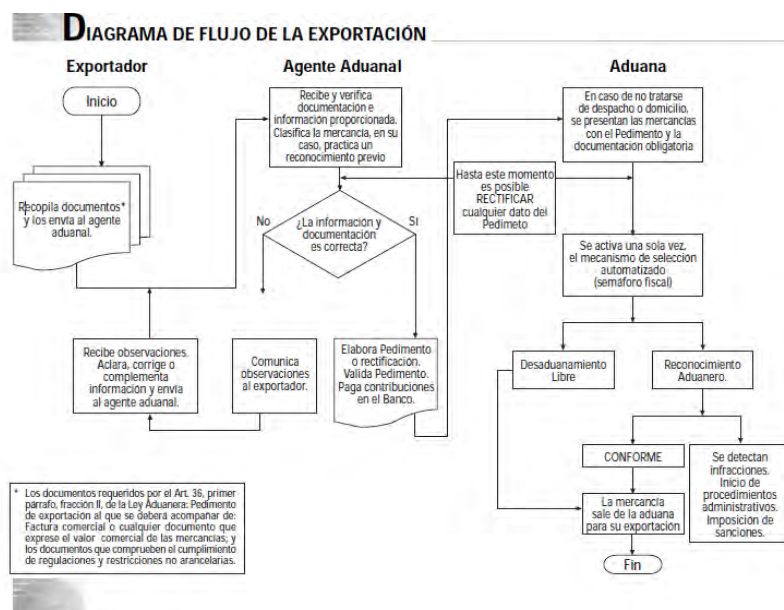 DIAGRAMA DE FLUJO DE LA EXPORTACIÓN
Exportador
Agente Aduanal
Aduana
Inicio
Recopila documentos*
y los envía al agente
aduanal.
Recibe y verifica
documentación e
información proporcionada.
Clasifica la mercancía, en su
caso, practica un
reconocimiento previo
En caso de no tratarse
de despacho o domicilio,
se presentan las mercancías
con el Pedimento y la
documentación obligatoria
Hasta este momento
es posible
RECTIFICAR
cualquier dato del
Pedimeto
No
¿La información y
documentación
es correcta?
Sí
Se activa una sola vez,
el mecanismo de selección
automatizado
(semáforo fiscal)
Recibe observaciones.
Aclara, corrige o
complementa
información y envía
al agente aduanal.
Comunica
observaciones
al exportador.
Elabora Pedimento
o rectificación.
Valida Pedimento.
Paga contribuciones
en el Banco.
Desaduanamiento
Libre
Reconocimiento
Aduanero.
CONFORME
Se detectan
infracciones.
Inicio de
procedimientos
administrativos.
Imposición de
sanciones.
La mercancía
sale de la aduana
para su exportación
Fin
* Los documentos requeridos por el Art. 36, primer
párrafo, fracción II, de la Ley Aduanera: Pedimento
de exportación al que se deberá acompañar de:
Factura comercial o cualquier documento que
exprese el valor comercial de las mercancías; y
los documentos que comprueben el cumplimiento
de regulaciones y restricciones no arancelarias.